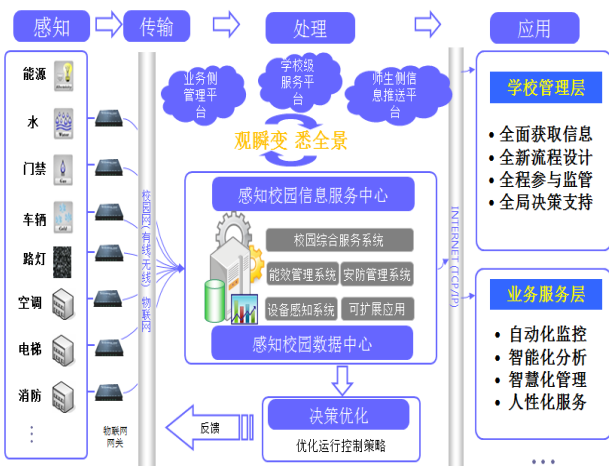 感知
传输
处理
应用
能源
水
门禁
车辆
路灯
空调
电梯
消防
物联网
网关
校园网(有线,无线) 物联网
业务侧
管理平
台
学校级
服务平
台
师生侧信
息推送平
台
观瞬变 悉全景
感知校园信息服务中心
校园综合服务系统
能效管理系统
安防管理系统
设备感知系统
可扩展应用
感知校园数据中心
决策优化
优化运行控制策略
反馈
INTERNET (TCP/IP)
学校管理层
• 全面获取信息
• 全新流程设计
• 全程参与监管
• 全局决策支持
业务服务层
• 自动化监控
• 智能化分析
• 智慧化管理
• 人性化服务